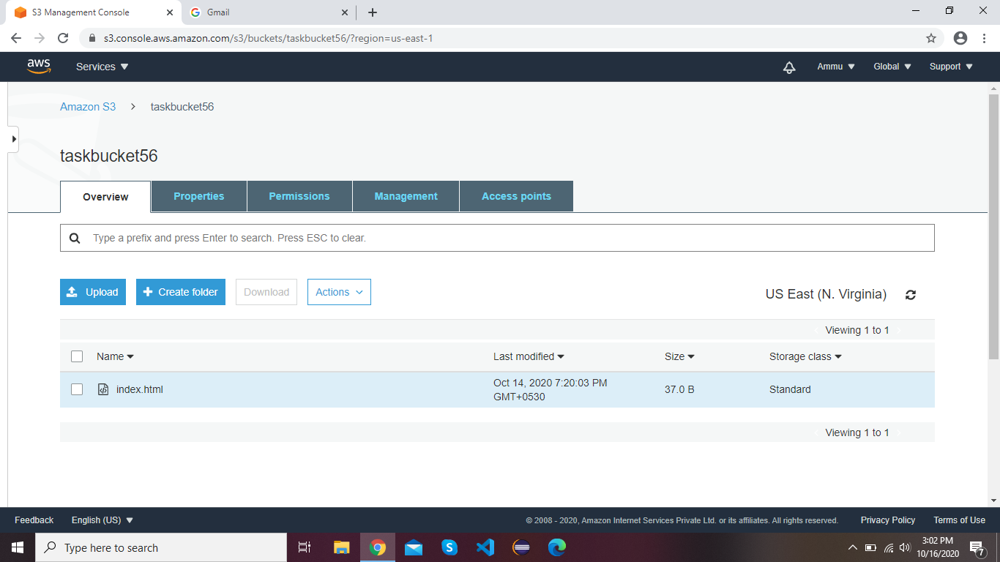 S3 Management Console
Gmail
s3.console.aws.amazon.com/s3/buckets/taskbucket56/?region=us-east-1
aws
Services
Ammu
Global
Support
Amazon S3 > taskbucket56
taskbucket56
Overview
Properties
Permissions
Management
Access points
Type a prefix and press Enter to search. Press ESC to clear.
Upload
Create folder
Download
Actions
US East (N. Virginia)
Viewing 1 to 1
Name
Last modified
Size
Storage class
index.html
Oct 14, 2020 7:20:03 PM
GMT+0530
37.0 B
Standard
Viewing 1 to 1
Feedback
English (US)
© 2008 - 2020, Amazon Internet Services Private Ltd. or its affiliates. All rights reserved.
Privacy Policy
Terms of Use
Type here to search
3:02 PM
10/16/2020
7